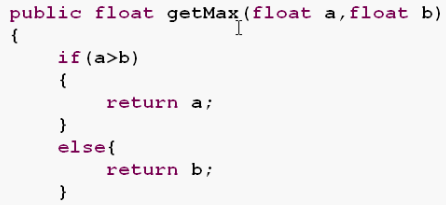 public float getMax(float a,float b)
{
if(a>b)
{
return a;
}
else{
return b;
}